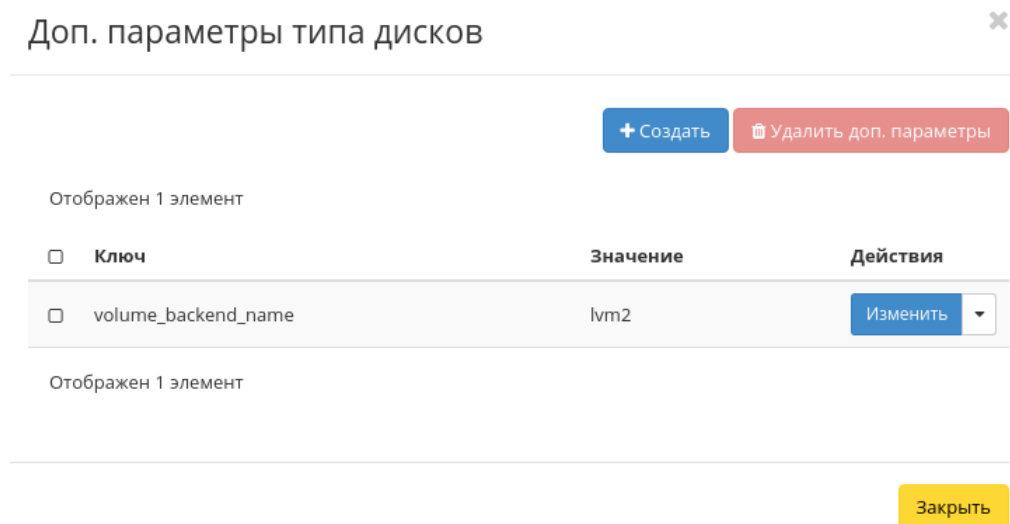 Доп. параметры типа дисков
Создать Удалить доп. параметры
Отображен 1 элемент
Ключ Значение Действия
volume_backend_name lvm2 Изменить
Отображен 1 элемент
Закрыть